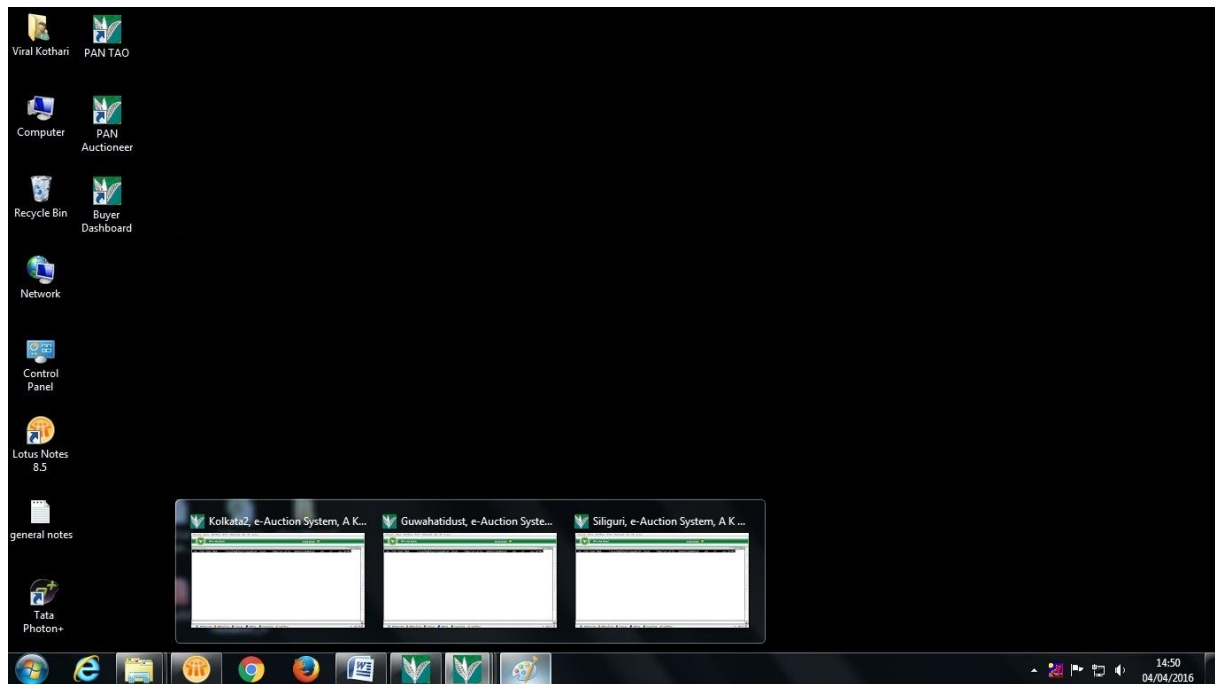 Viral Kothari
PAN TAO
Computer
PAN
Auctioneer
Recycle Bin
Buyer
Dashboard
Network
Control
Panel
Lotus Notes
8.5
general notes
Tata
Photon+
Kolkata2, e-Auction System, A K...
Guwahatidust, e-Auction Syste...
Siliguri, e-Auction System, A K ...
14:50
04/04/2016